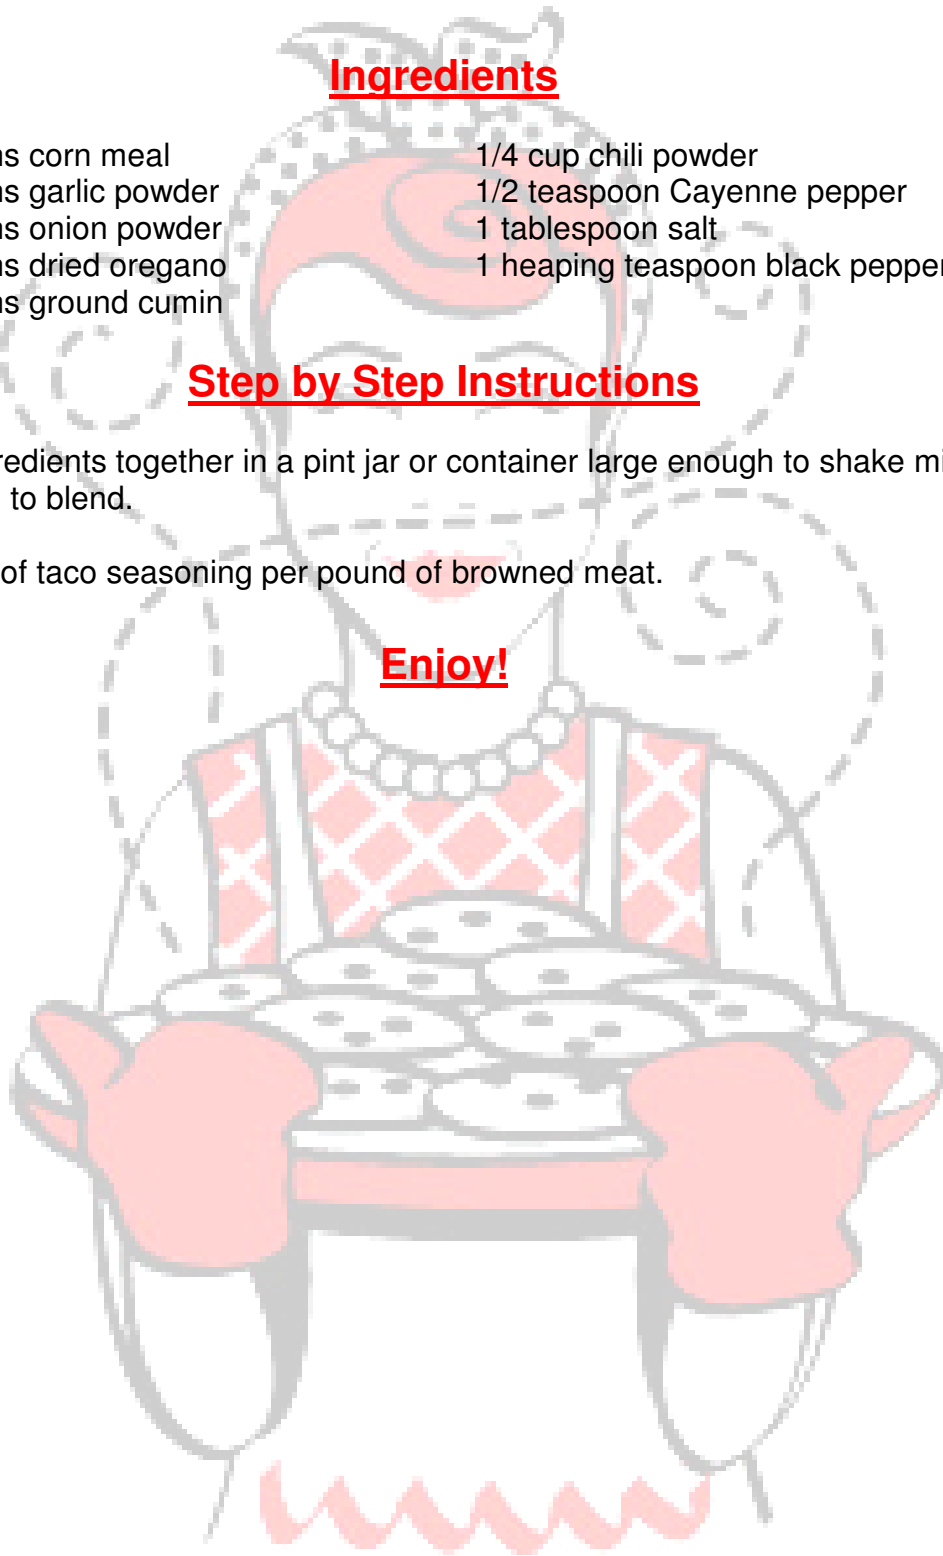 Ingredients
ns corn meal 1/4 cup chili powder
ns garlic powder 1/2 teaspoon Cayenne pepper
ns onion powder 1 tablespoon salt
ns dried oregano 1 heaping teaspoon black pepper
ns ground cumin
Step by Step Instructions
redients together in a pint jar or container large enough to shake mi
to blend.
of taco seasoning per pound of browned meat.
Enjoy!